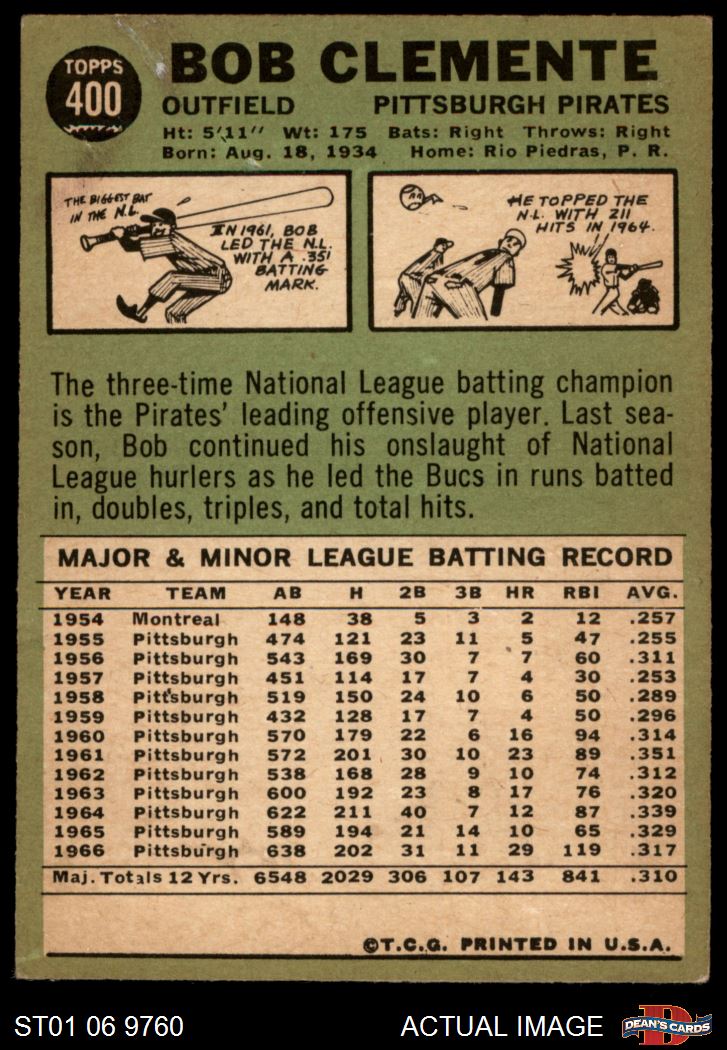 TOPPS
400
BOB CLEMENTE
OUTFIELD PITTSBURGH PIRATES
Ht: 5'11" Wt: 175 Bats: Right Throws: Right
Born: Aug. 18, 1934 Home: Rio Piedras, P. R.
THE BIGGEST BAT
IN THE N.L.
IN 1961, BOB
LED THE N.L.
WITH A .351
BATTING
MARK.
HE TOPPED THE
N.L. WITH 211
HITS IN 1964.
The three-time National League batting champion
is the Pirates' leading offensive player. Last sea-
son, Bob continued his onslaught of National
League hurlers as he led the Bucs in runs batted
in, doubles, triples, and total hits.
MAJOR & MINOR LEAGUE BATTING RECORD
YEAR TEAM AB H 2B 3B HR RBI AVG.
1954 Montreal 148 38 5 3 2 12 .257
1955 Pittsburgh 474 121 23 11 5 47 .255
1956 Pittsburgh 543 169 30 7 7 60 .311
1957 Pittsburgh 451 114 17 7 4 30 .253
1958 Pittsburgh 519 150 24 10 6 50 .289
1959 Pittsburgh 432 128 17 7 4 50 .296
1960 Pittsburgh 570 179 22 6 16 94 .314
1961 Pittsburgh 572 201 30 10 23 89 .351
1962 Pittsburgh 538 168 28 9 10 74 .312
1963 Pittsburgh 600 192 23 8 17 76 .320
1964 Pittsburgh 622 211 40 7 12 87 .339
1965 Pittsburgh 589 194 21 14 10 65 .329
1966 Pittsburgh 638 202 31 11 29 119 .317
Maj. Totals 12 Yrs. 6548 2029 306 107 143 841 .310
©T.C.G. PRINTED IN U.S.A.
ST01 06 9760 ACTUAL IMAGE
D
DEAN'S CARDS